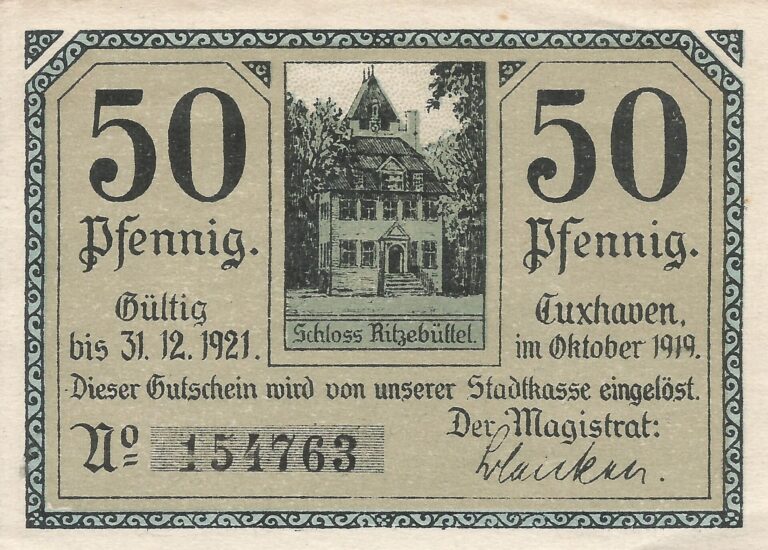 50 50
Pfennig. Pfennig.
Gültig
bis 31. 12. 1921.
Schloss Ritzebüttel.
Cuxhaven,
im Oktober 1919.
Dieser Gutschein wird von unserer Stadtkasse eingelöst.
Nº 154763
Der Magistrat: